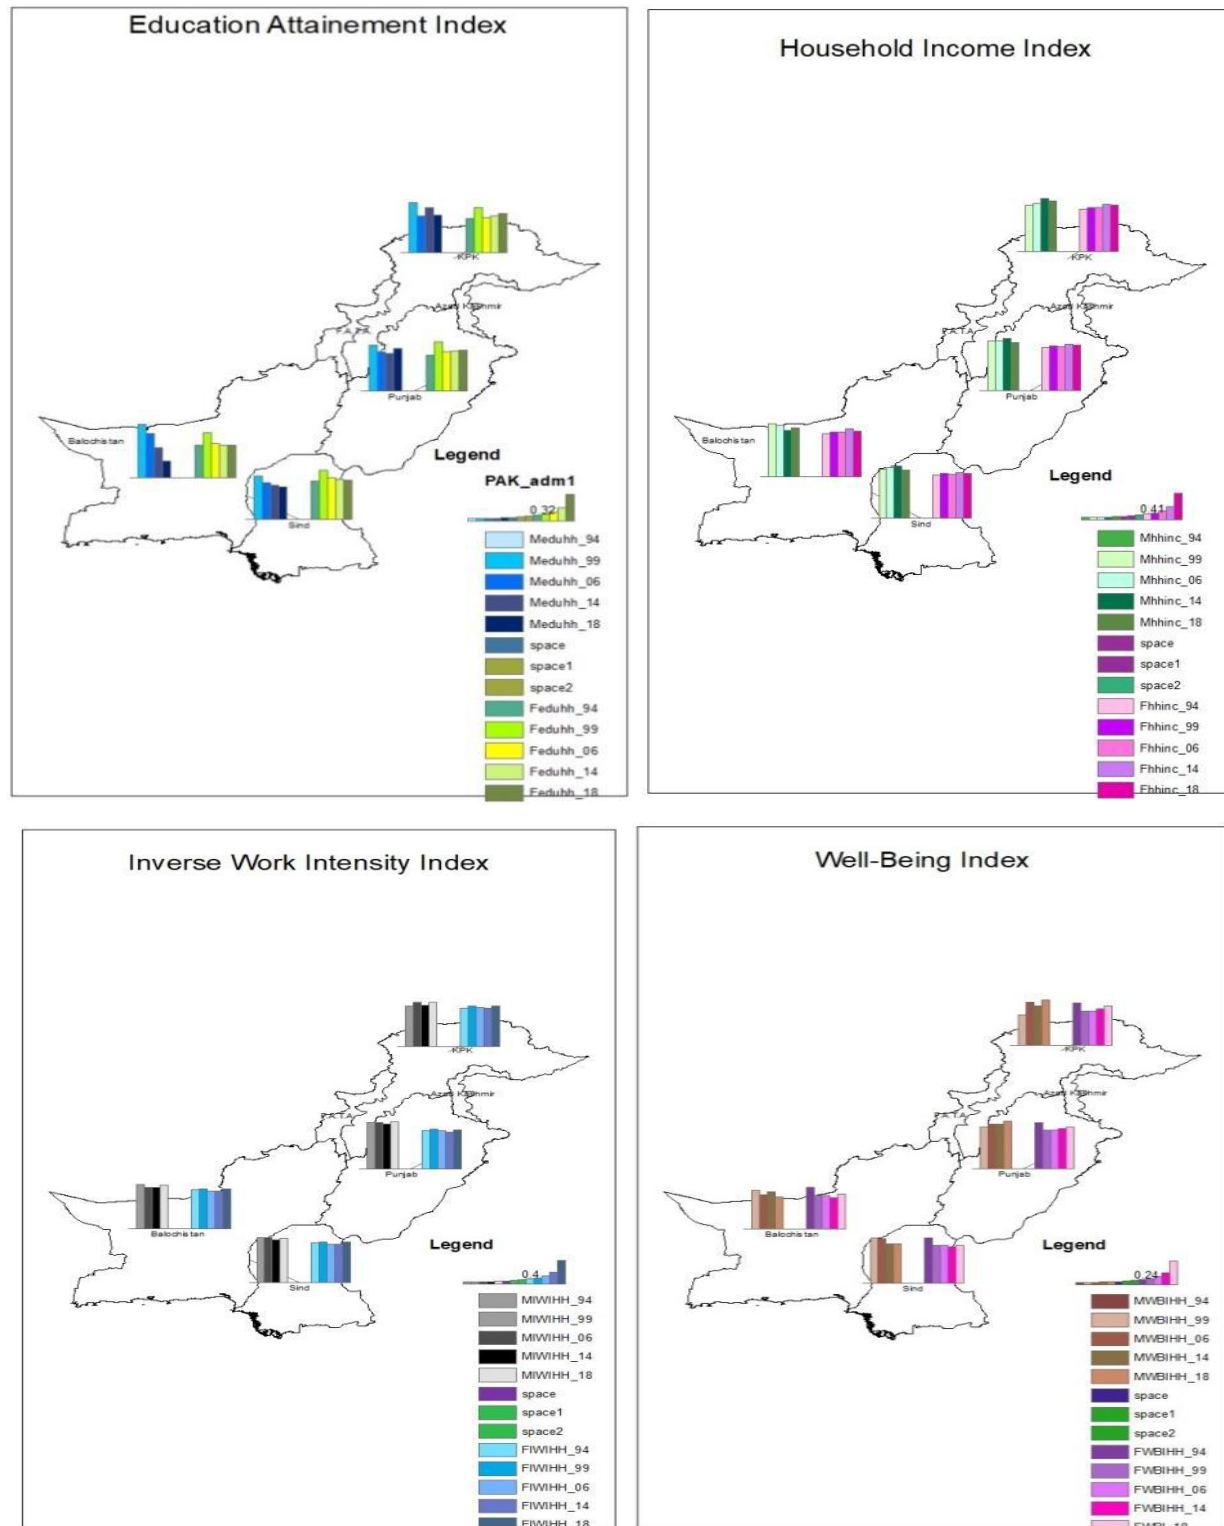 Education Attainement Index
KPK
Azad Kashmir
F.A.T.A.
Punjab
Balochistan
Sind
Legend
PAK_adm1
0.32
Meduhh_94
Meduhh_99
Meduhh_06
Meduhh_14
Meduhh_18
space
space1
space2
Feduhh_94
Feduhh_99
Feduhh_06
Feduhh_14
Feduhh_18
Household Income Index
KPK
Azad Kashmir
F.A.T.A.
Punjab
Balochistan
Sind
Legend
0.41
Mhhinc_94
Mhhinc_99
Mhhinc_06
Mhhinc_14
Mhhinc_18
space
space1
space2
Fhhinc_94
Fhhinc_99
Fhhinc_06
Fhhinc_14
Fhhinc_18
Inverse Work Intensity Index
KPK
Azad Kashmir
F.A.T.A.
Punjab
Balochistan
Sind
Legend
0.4
MIWIHH_94
MIWIHH_99
MIWIHH_06
MIWIHH_14
MIWIHH_18
space
space1
space2
FIWIHH_94
FIWIHH_99
FIWIHH_06
FIWIHH_14
FIWIHH_18
Well-Being Index
KPK
Azad Kashmir
F.A.T.A.
Punjab
Balochistan
Sind
Legend
0.24
MWBIHH_94
MWBIHH_99
MWBIHH_06
MWBIHH_14
MWBIHH_18
space
space1
space2
FWBIHH_94
FWBIHH_99
FWBIHH_06
FWBIHH_14
FWBI_18